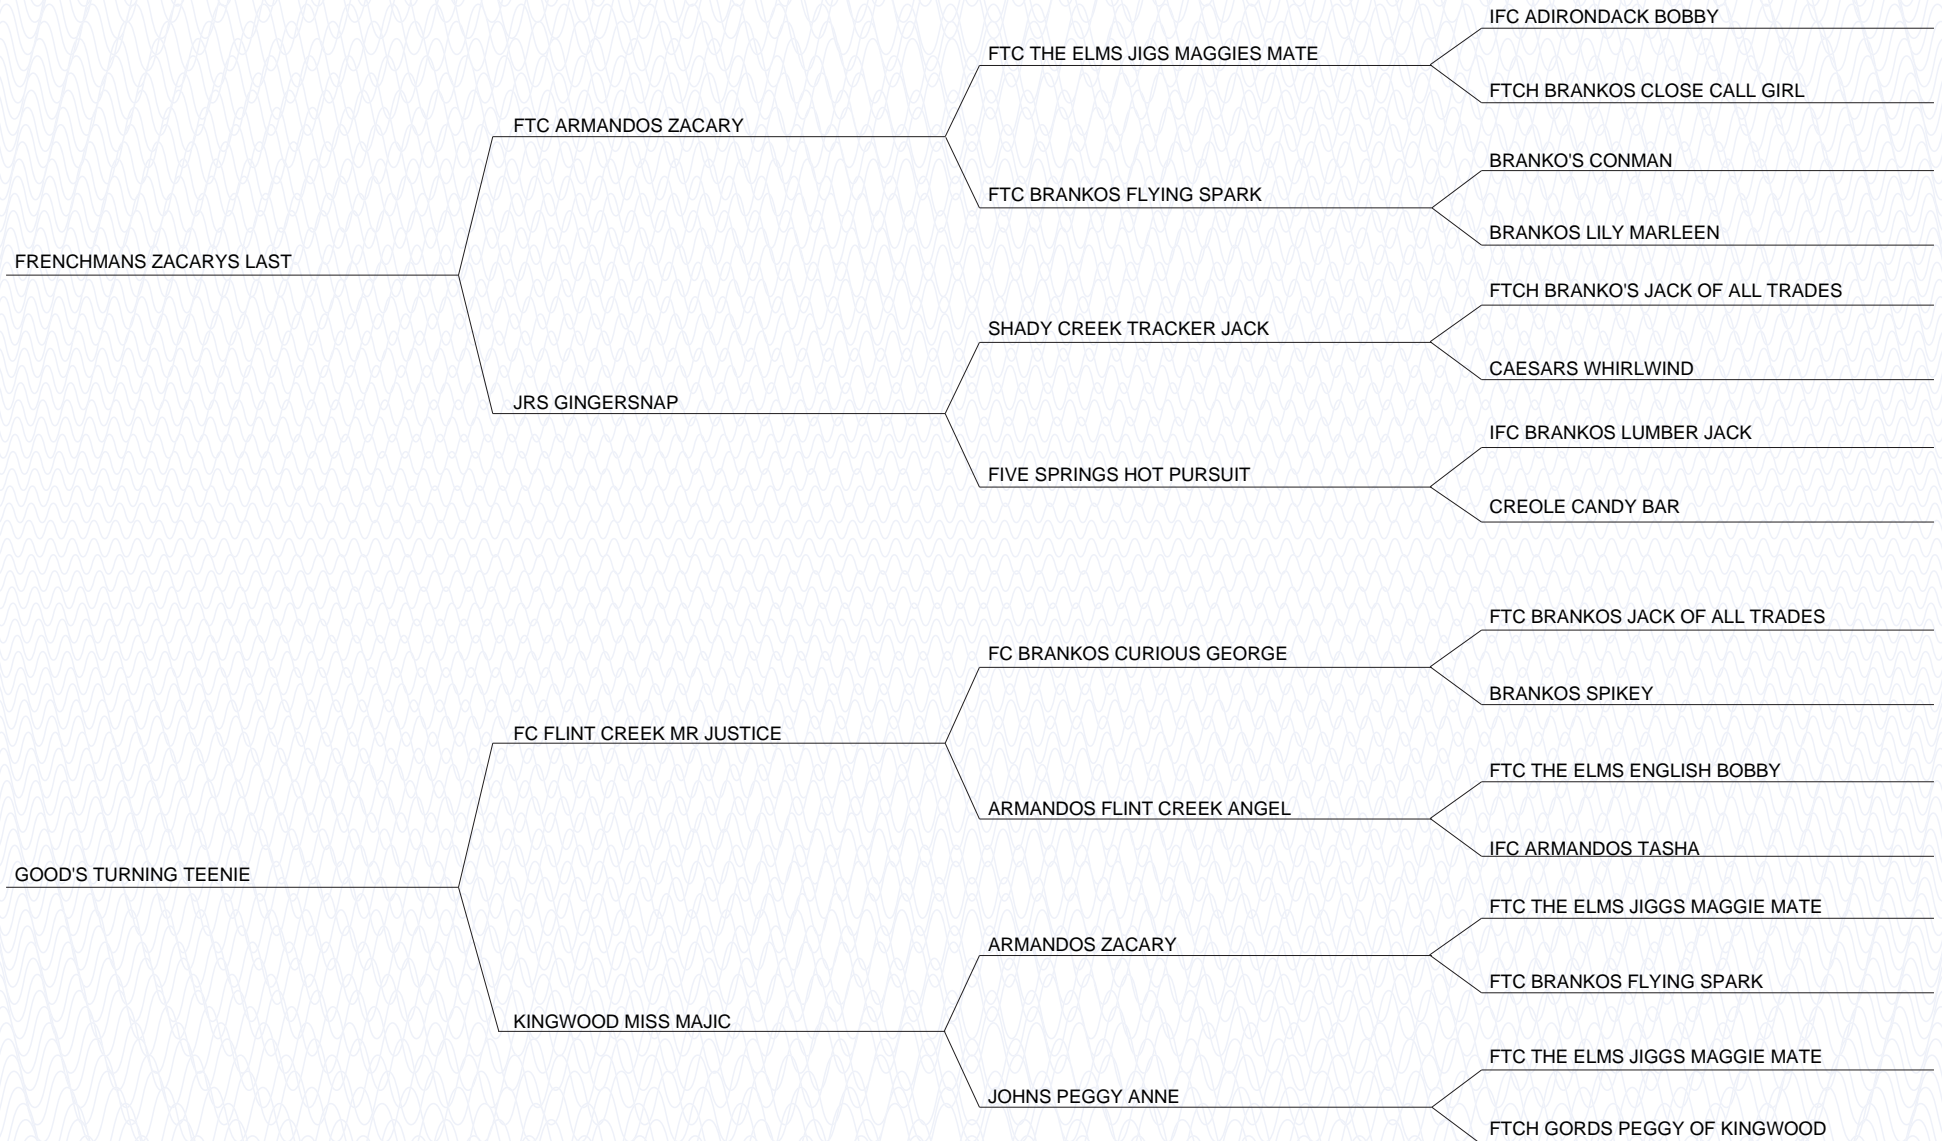 IFC ADIRONDACK BOBBY
FTC THE ELMS JIGS MAGGIES MATE
FTCH BRANKOS CLOSE CALL GIRL
FTC ARMANDOS ZACARY
BRANKO'S CONMAN
FTC BRANKOS FLYING SPARK
BRANKOS LILY MARLEEN
FRENCHMANS ZACARYS LAST
FTCH BRANKO'S JACK OF ALL TRADES
SHADY CREEK TRACKER JACK
CAESARS WHIRLWIND
JRS GINGERSNAP
IFC BRANKOS LUMBER JACK
FIVE SPRINGS HOT PURSUIT
CREOLE CANDY BAR
FTC BRANKOS JACK OF ALL TRADES
FC BRANKOS CURIOUS GEORGE
BRANKOS SPIKEY
FC FLINT CREEK MR JUSTICE
FTC THE ELMS ENGLISH BOBBY
ARMANDOS FLINT CREEK ANGEL
IFC ARMANDOS TASHA
GOOD'S TURNING TEENIE
FTC THE ELMS JIGGS MAGGIE MATE
ARMANDOS ZACARY
FTC BRANKOS FLYING SPARK
KINGWOOD MISS MAJIC
FTC THE ELMS JIGGS MAGGIE MATE
JOHNS PEGGY ANNE
FTCH GORDS PEGGY OF KINGWOOD